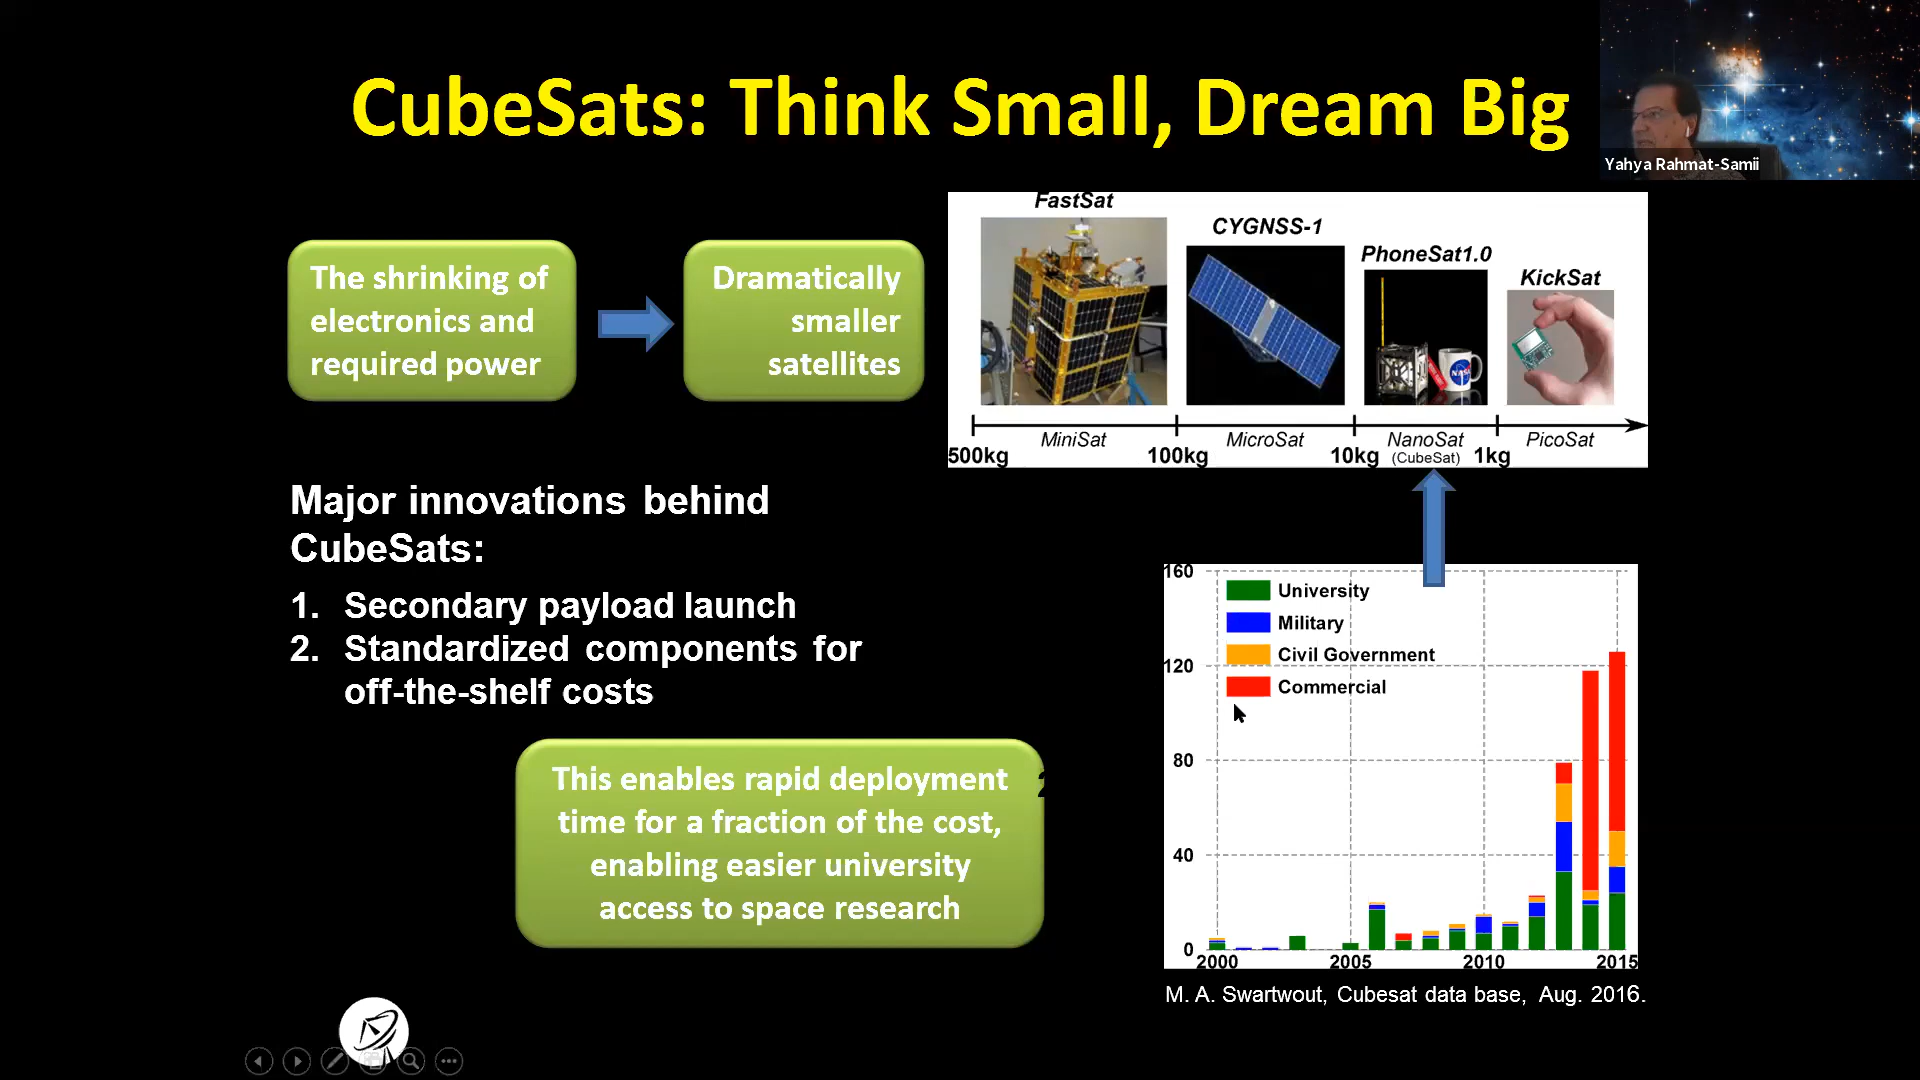 CubeSats: Think Small, Dream Big
Yahya Rahmat-Samii
The shrinking of
electronics and
required power
Dramatically
smaller
satellites
FastSat
CYGNSS-1
PhoneSat1.0
KickSat
NASA
MiniSat
MicroSat
NanoSat
(CubeSat)
PicoSat
500kg
100kg
10kg
1kg
Major innovations behind
CubeSats:
1. Secondary payload launch
2. Standardized components for
off-the-shelf costs
This enables rapid deployment
time for a fraction of the cost,
enabling easier university
access to space research
University
Military
Civil Government
Commercial
160
120
80
40
0
2000
2005
2010
2015
M. A. Swartwout, Cubesat data base, Aug. 2016.